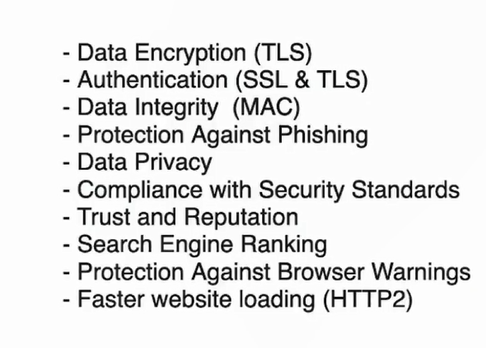 - Data Encryption (TLS)
- Authentication (SSL & TLS)
- Data Integrity  (MAC)
- Protection Against Phishing
- Data Privacy
- Compliance with Security Standards
- Trust and Reputation
- Search Engine Ranking
- Protection Against Browser Warnings
- Faster website loading (HTTP2)